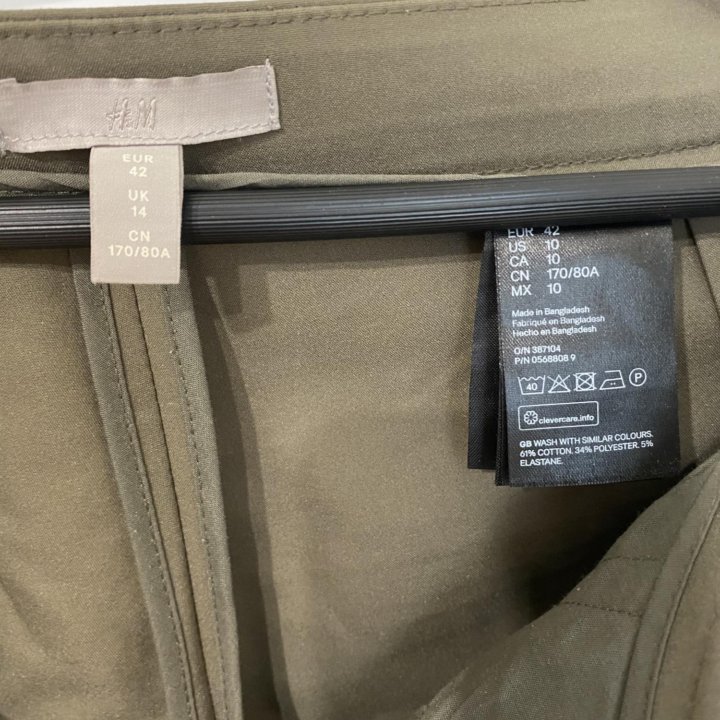 H&M
EUR
42
UK
14
CN
170/80A
EUR 42
US 10
CA 10
CN 170/80A
MX 10
Made in Bangladesh
Fabriqué en Bangladesh
Hecho en Bangladesh
O/N 387104
P/N 0568808 9
40
P
clevercare.info
GB WASH WITH SIMILAR COLOURS.
61% COTTON. 34% POLYESTER. 5%
ELASTANE.